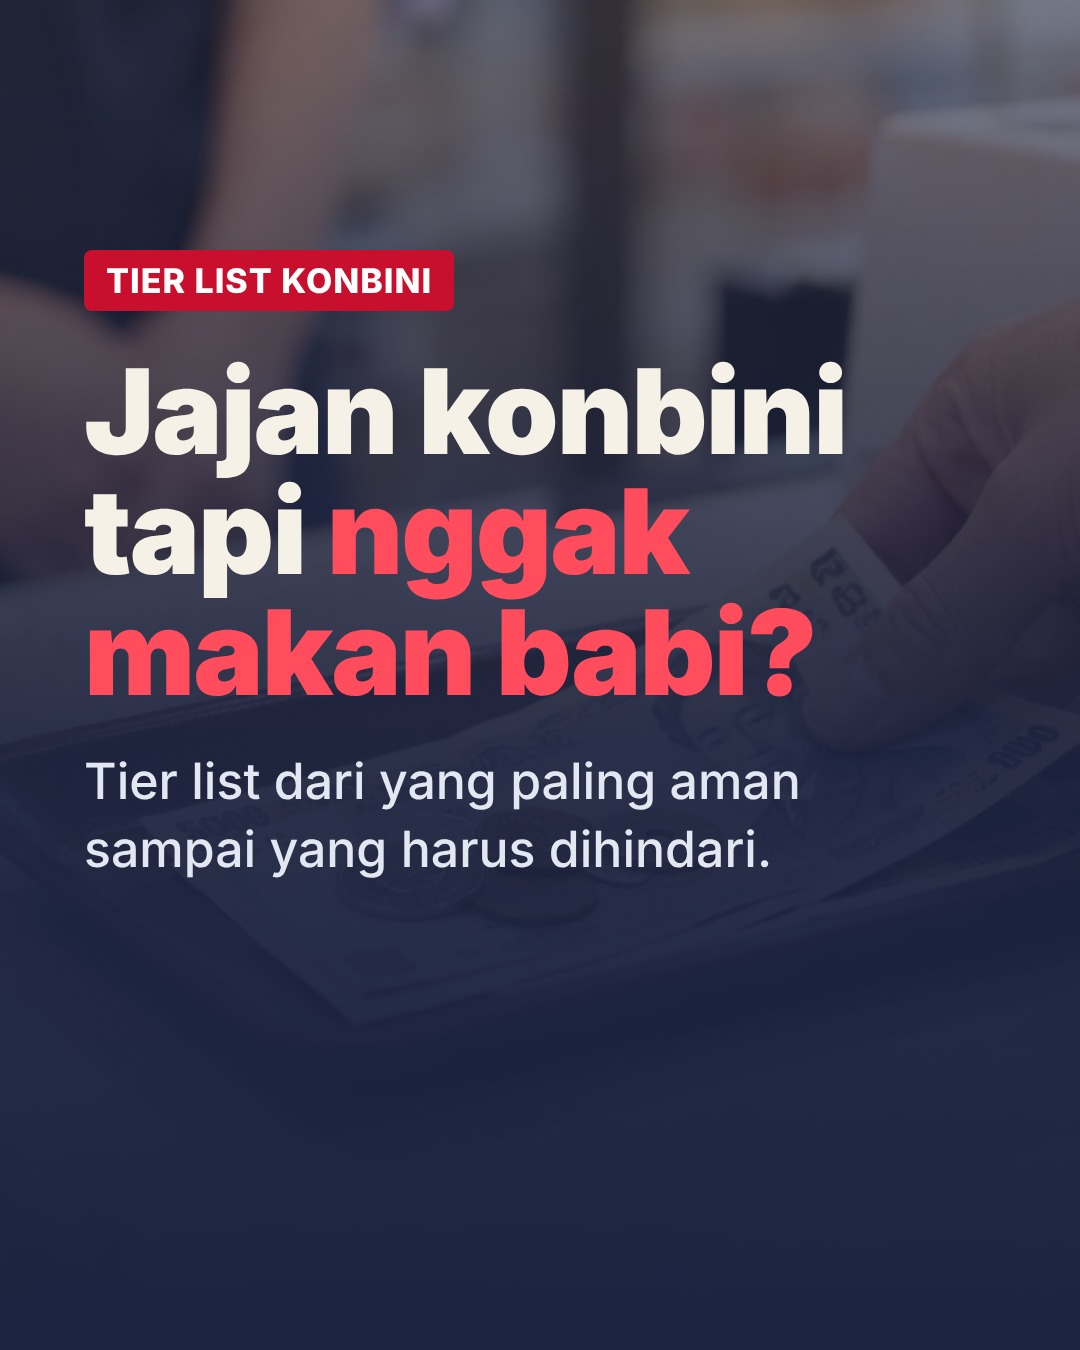 TIER LIST KONBINI
Jajan konbini
tapi nggak
makan babi?
Tier list dari yang paling aman
sampai yang harus dihindari.